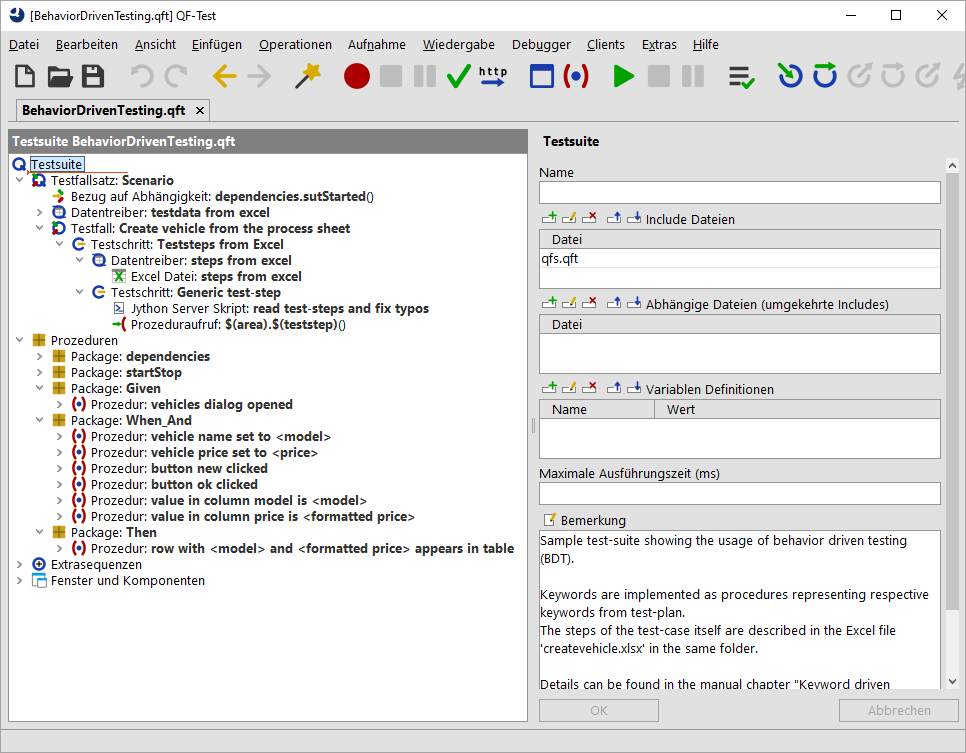 [BehaviorDrivenTesting.qft] QF-Test
Datei Bearbeiten Ansicht Einfügen Operationen Aufnahme Wiedergabe Debugger Clients Extras Hilfe
http
BehaviorDrivenTesting.qft
Testsuite BehaviorDrivenTesting.qft
Testsuite
Testfallsatz: Scenario
Bezug auf Abhängigkeit: dependencies.sutStarted()
Datentreiber: testdata from excel
Testfall: Create vehicle from the process sheet
Testschritt: Teststeps from Excel
Datentreiber: steps from excel
Excel Datei: steps from excel
Testschritt: Generic test-step
Jython Server Skript: read test-steps and fix typos
Prozeduraufruf: $(area).$(teststep)()
Prozeduren
Package: dependencies
Package: startStop
Package: Given
Prozedur: vehicles dialog opened
Package: When_And
Prozedur: vehicle name set to <model>
Prozedur: vehicle price set to <price>
Prozedur: button new clicked
Prozedur: button ok clicked
Prozedur: value in column model is <model>
Prozedur: value in column price is <formatted price>
Package: Then
Prozedur: row with <model> and <formatted price> appears in table
Extrasequenzen
Fenster und Komponenten
Testsuite
Name
Include Dateien
Datei
qfs.qft
Abhängige Dateien (umgekehrte Includes)
Datei
Variablen Definitionen
Name Wert
Maximale Ausführungszeit (ms)
Bemerkung
Sample test-suite showing the usage of behavior driven testing
(BDT).
Keywords are implemented as procedures representing respective
keywords from test-plan.
The steps of the test-case itself are described in the Excel file
'createvehicle.xlsx' in the same folder.
Details can be found in the manual chapter "Keyword driven
OK Abbrechen